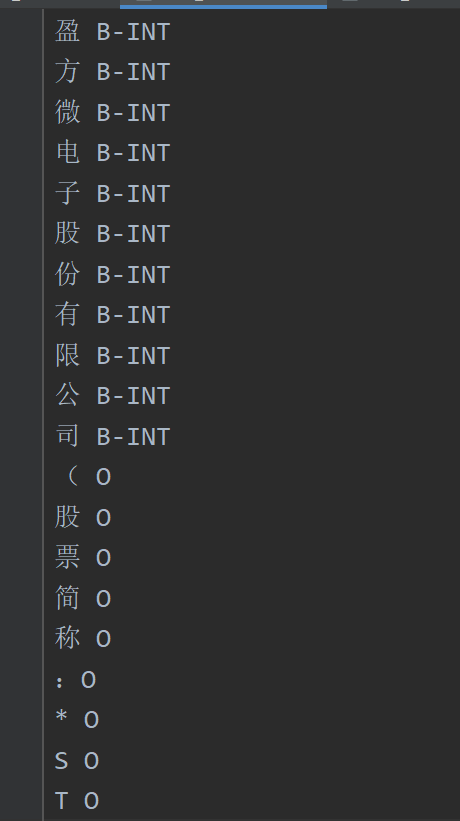 盈 B-INT
方 B-INT
微 B-INT
电 B-INT
子 B-INT
股 B-INT
份 B-INT
有 B-INT
限 B-INT
公 B-INT
司 B-INT
（ O
股 O
票 O
简 O
称 O
：O
* O
S O
T O